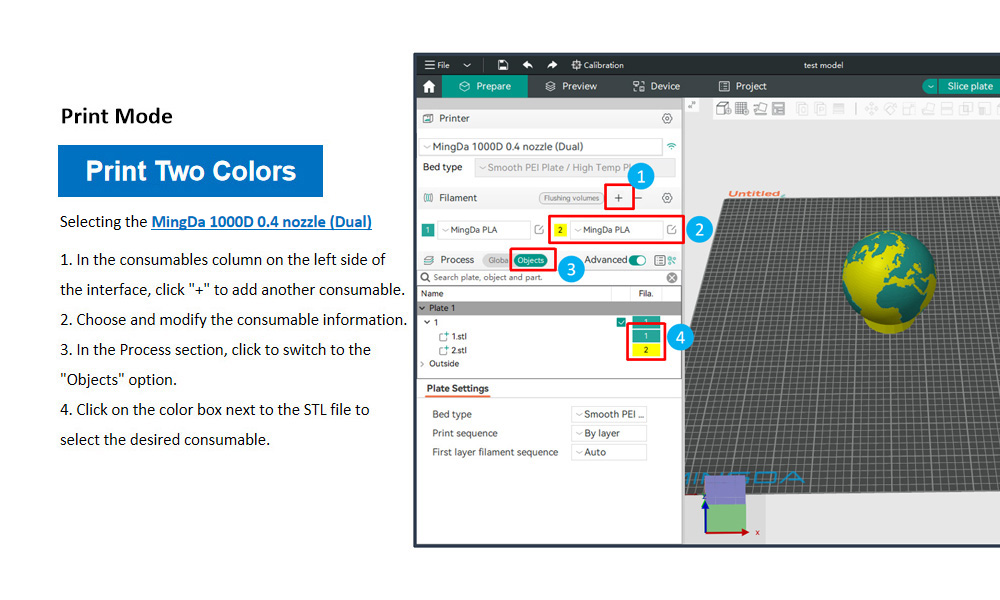 Print Mode
Print Two Colors
Selecting the MingDa 1000D 0.4 nozzle (Dual)
1. In the consumables column on the left side of
the interface, click "+" to add another consumable.
2. Choose and modify the consumable information.
3. In the Process section, click to switch to the
"Objects" option.
4. Click on the color box next to the STL file to
select the desired consumable.
File
Calibration
test model
Prepare
Preview
Device
Project
Slice plate
Printer
MingDa 1000D 0.4 nozzle (Dual)
Bed type
Smooth PEI Plate / High Temp
1
Filament
Flushing volumes
+
1
MingDa PLA
2
MingDa PLA
2
Process
Objects
Advanced
3
Search plate, object and part.
Name
Fila.
Plate 1
1
1
1.stl
1
2.stl
2
4
Outside
Plate Settings
Bed type
Smooth PEI ...
Print sequence
By layer
First layer filament sequence
Auto
Untitled
MINGDA
x